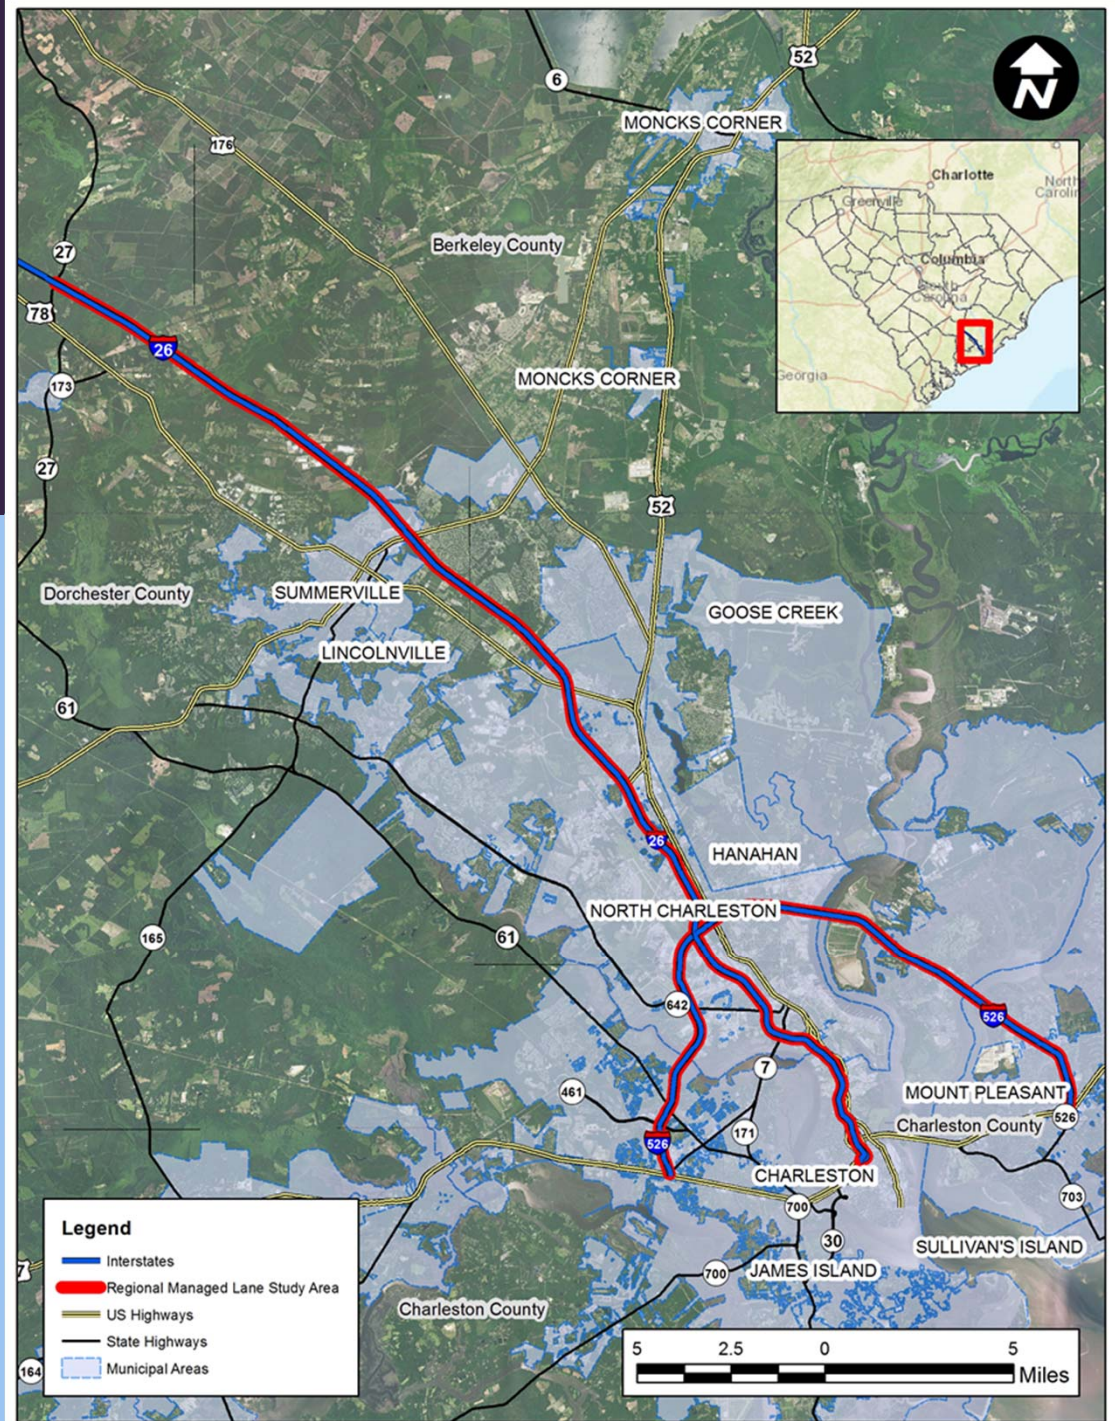 6
52
N
MONCKS CORNER
176
Charlotte
North
Carolin
Greenville
27
Berkeley County
Columbia
South
Carolina
78
26
MONCKS CORNER
Georgia
173
27
52
Dorchester County
SUMMERVILLE
GOOSE CREEK
LINCOLNVILLE
61
26
HANAHAN
NORTH CHARLESTON
165
61
642
526
7
461
MOUNT PLEASANT
526
Charleston County
171
526
CHARLESTON
703
700
30
SULLIVAN'S ISLAND
700
JAMES ISLAND
Charleston County
7
164
Legend
Interstates
Regional Managed Lane Study Area
US Highways
State Highways
Municipal Areas
5 2.5 0 5
Miles